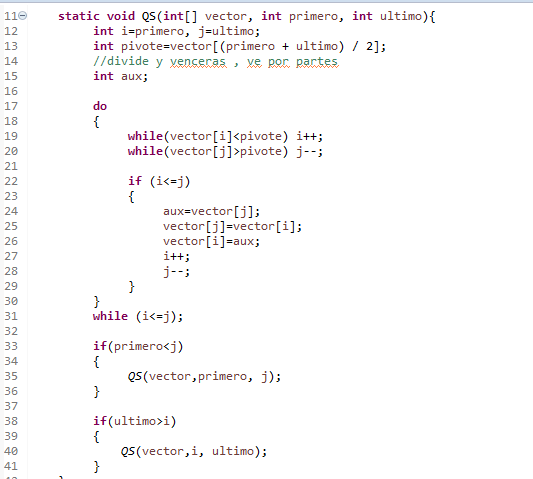 11 static void QS(int[] vector, int primero, int ultimo){
12 int i=primero, j=ultimo;
13 int pivote=vector[(primero + ultimo) / 2];
14 //divide y venceras , ve por partes
15 int aux;
16
17 do
18 {
19 while(vector[i]<pivote) i++;
20 while(vector[j]>pivote) j--;
21
22 if (i<=j)
23 {
24 aux=vector[j];
25 vector[j]=vector[i];
26 vector[i]=aux;
27 i++;
28 j--;
29 }
30 }
31 while (i<=j);
32
33 if(primero<j)
34 {
35 QS(vector,primero, j);
36 }
37
38 if(ultimo>i)
39 {
40 QS(vector,i, ultimo);
41 }